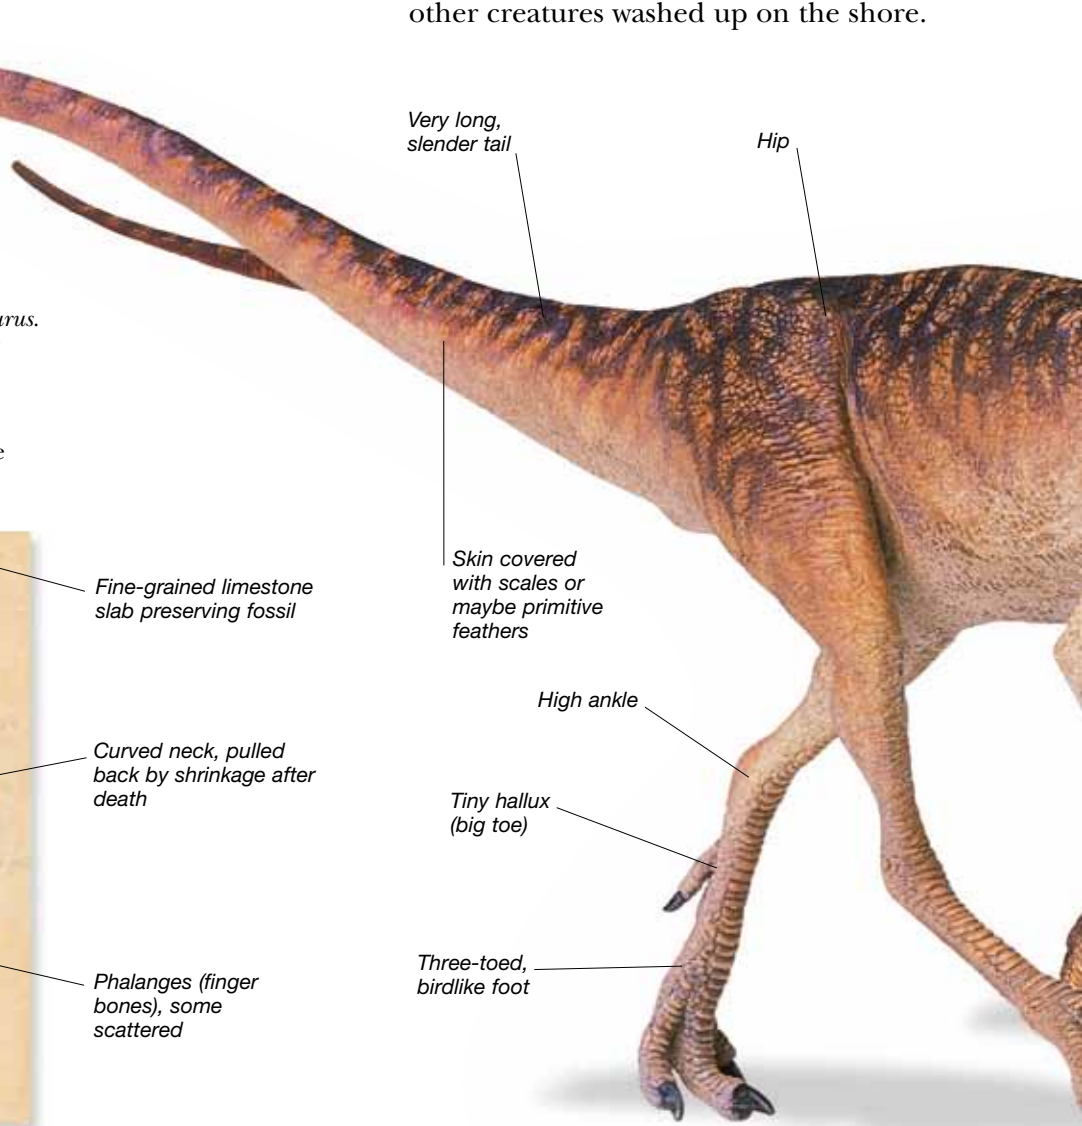 other creatures washed up on the shore.
Very long,
slender tail
Hip
Skin covered
with scales or
maybe primitive
feathers
Fine-grained limestone
slab preserving fossil
High ankle
Curved neck, pulled
back by shrinkage after
death
Tiny hallux
(big toe)
Three-toed,
birdlike foot
Phalanges (finger
bones), some
scattered